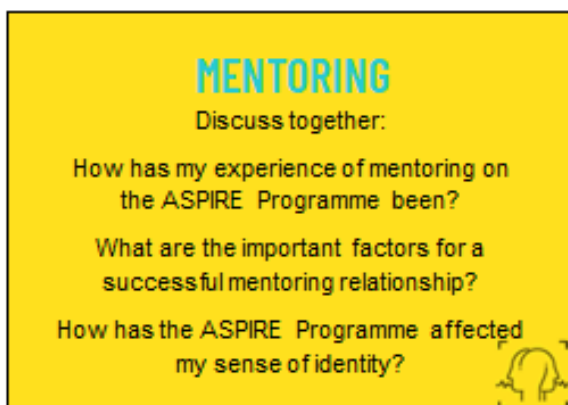 MENTORING
Discuss together:
How has my experience of mentoring on
the ASPIRE Programme been?
What are the important factors for a
successful mentoring relationship?
How has the ASPIRE Programme affected
my sense of identity?